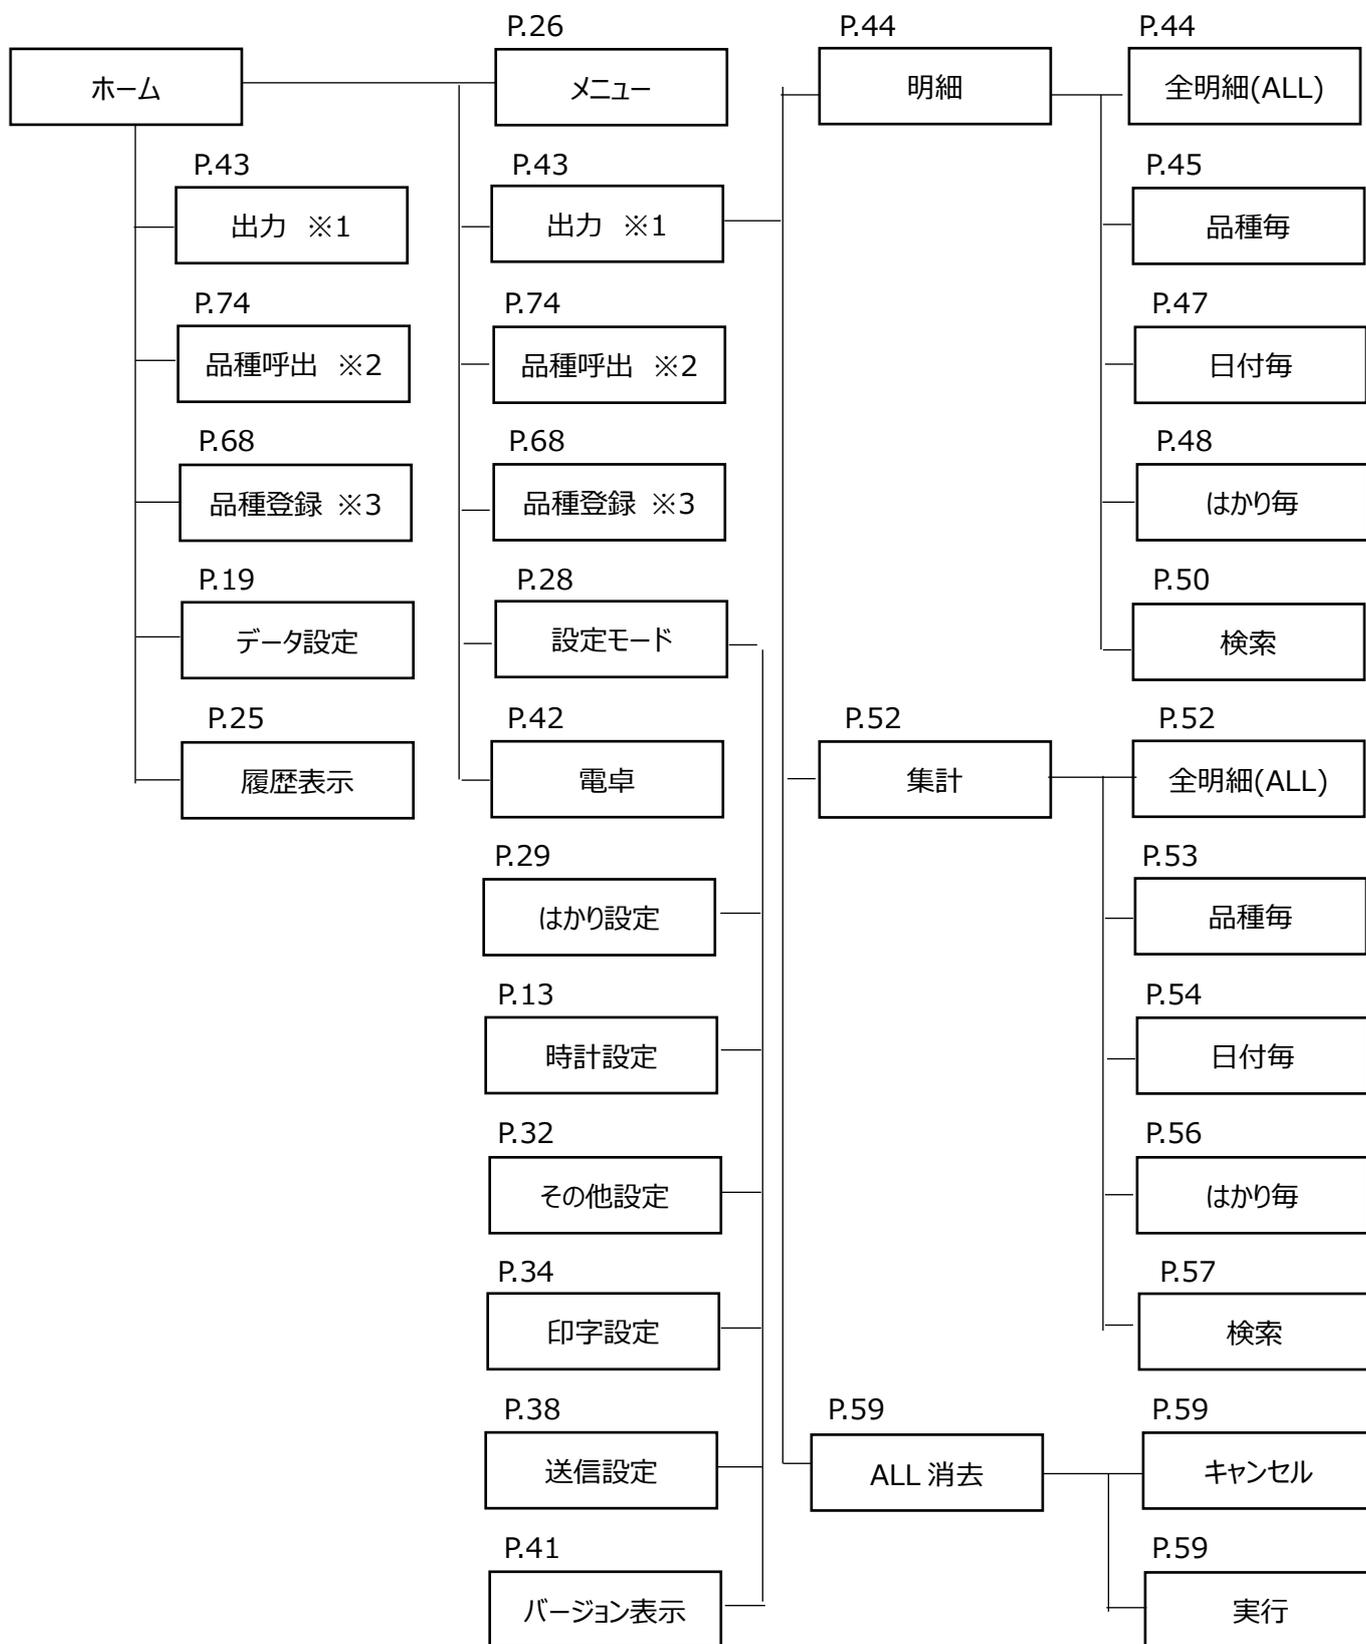 ホーム
P.43
出力 ※1
P.74
品種呼出 ※2
P.68
品種登録 ※3
P.19
データ設定
P.25
履歴表示
P.26
メニュー
P.43
出力 ※1
P.74
品種呼出 ※2
P.68
品種登録 ※3
P.28
設定モード
P.42
電卓
P.29
はかり設定
P.13
時計設定
P.32
その他設定
P.34
印字設定
P.38
送信設定
P.41
バージョン表示
P.44
明細
P.44
全明細(ALL)
P.45
品種毎
P.47
日付毎
P.48
はかり毎
P.50
検索
P.52
集計
P.52
全明細(ALL)
P.53
品種毎
P.54
日付毎
P.56
はかり毎
P.57
検索
P.59
ALL 消去
P.59
キャンセル
P.59
実行